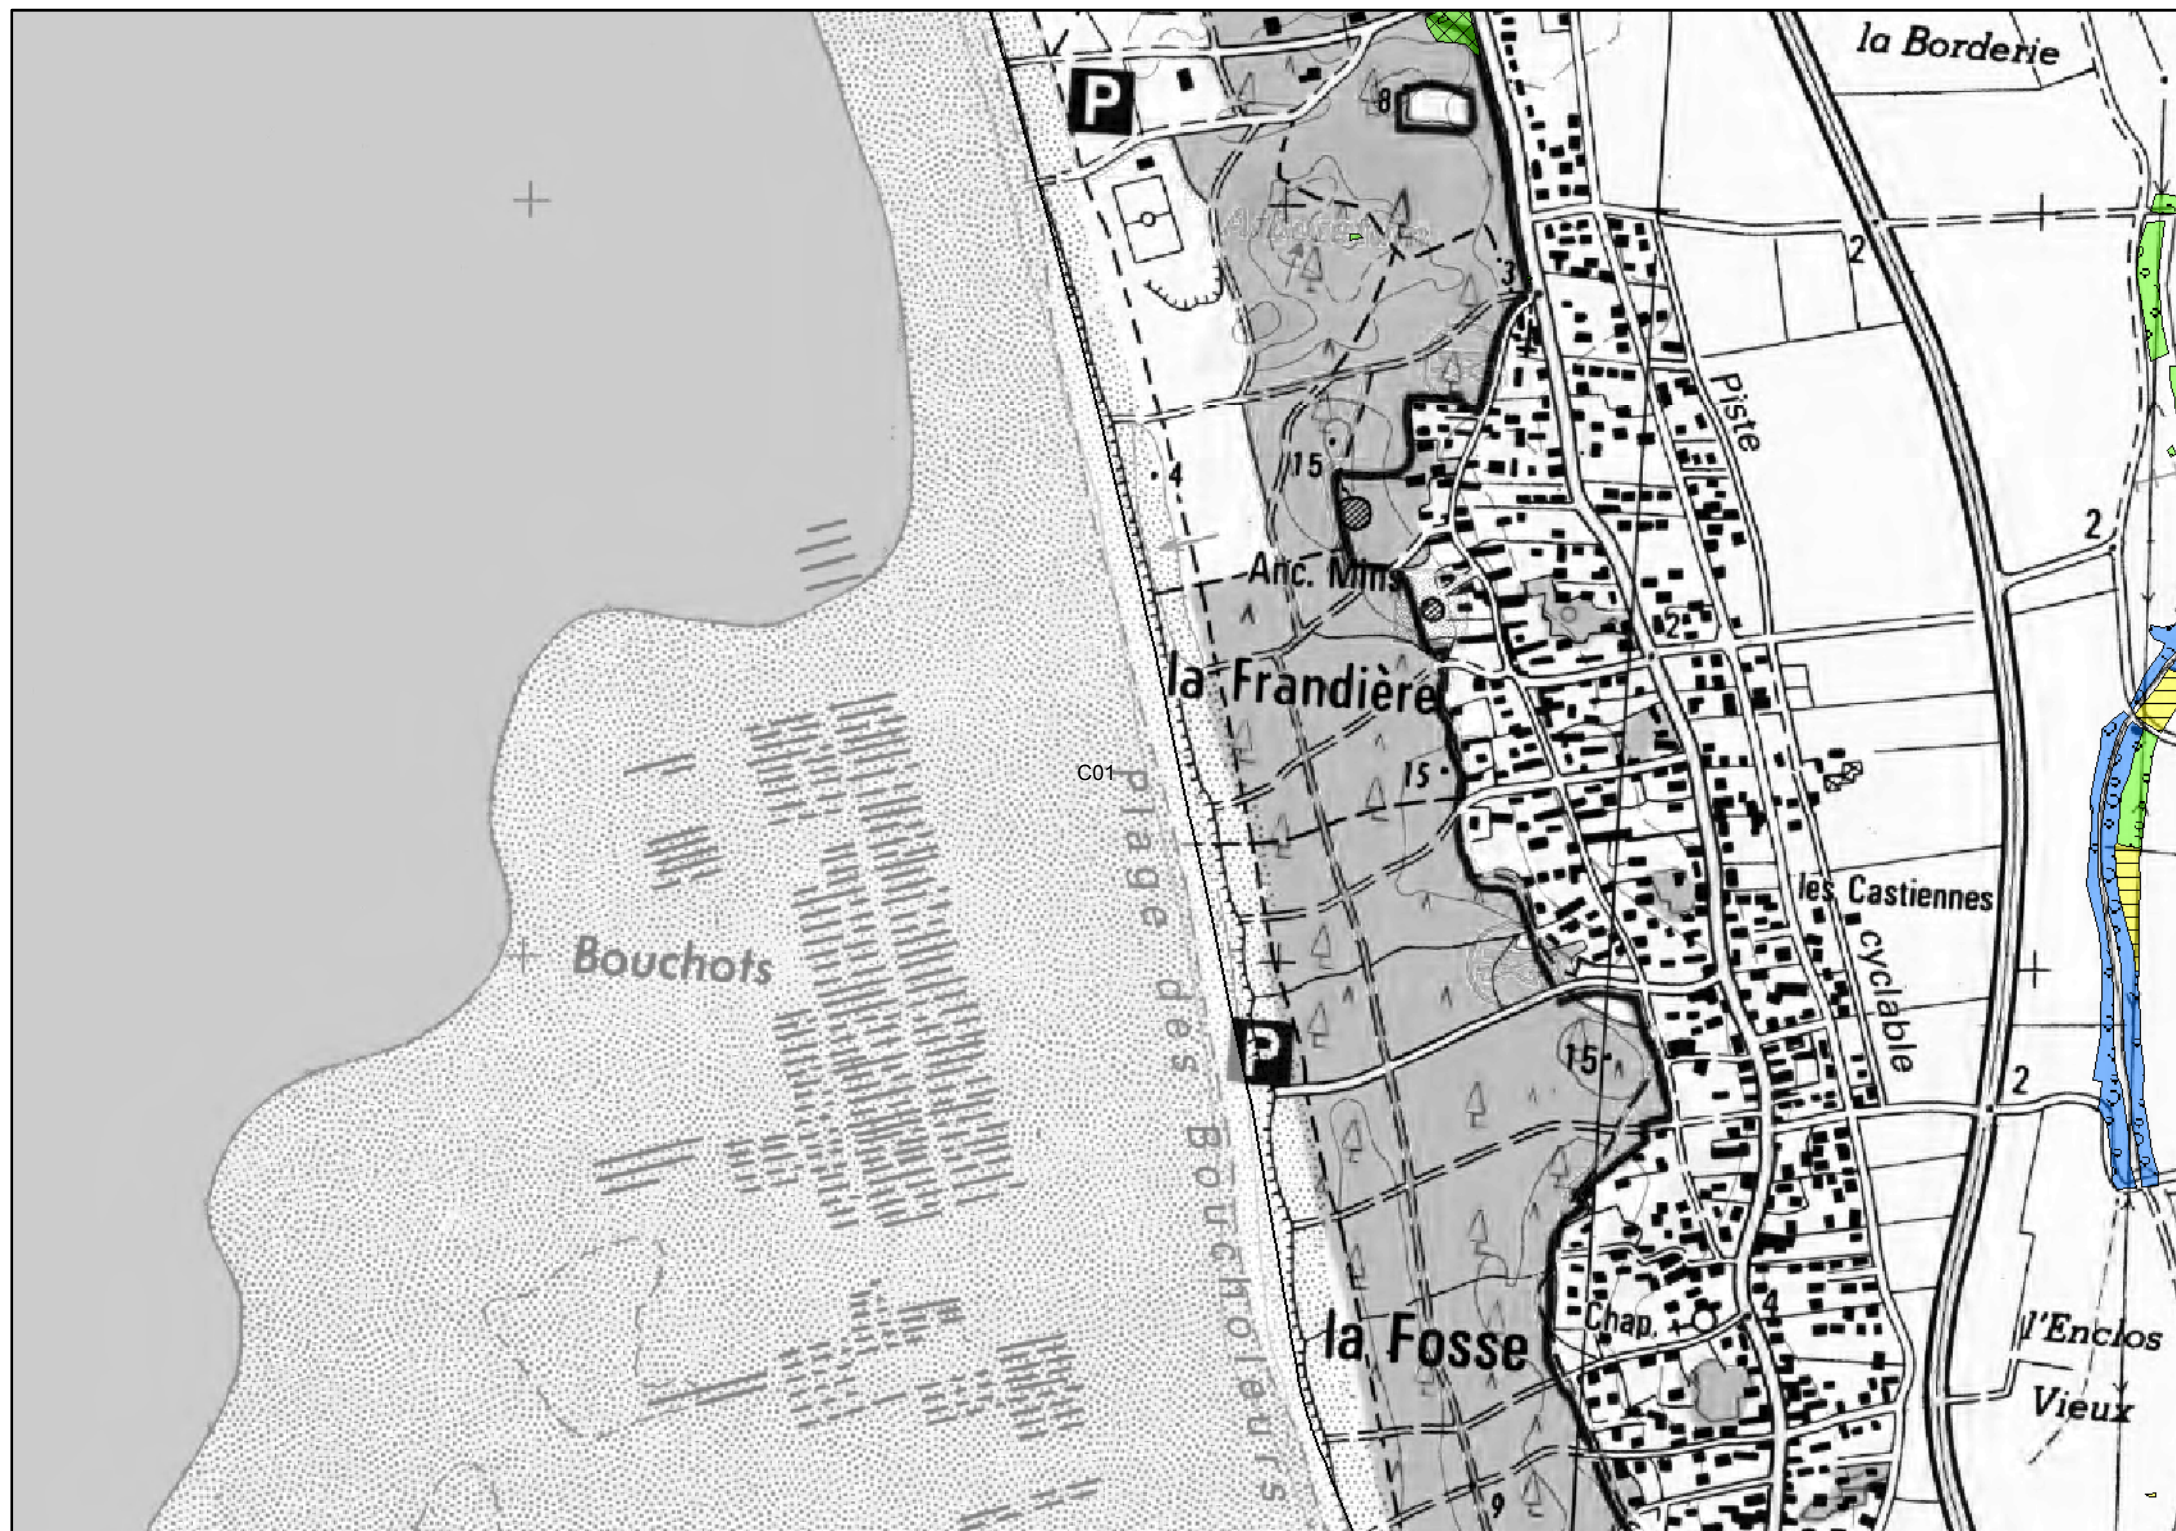 la Borderie
P
8
3
2
Piste
15
4
2
Anc. Mins
2
la Frandière
15
C01
Plage des Boucholeurs
les Castiennes
Bouchots
cyclable
P
15
2
4
Chap.
la Fosse
l'Enclos
Vieux
9